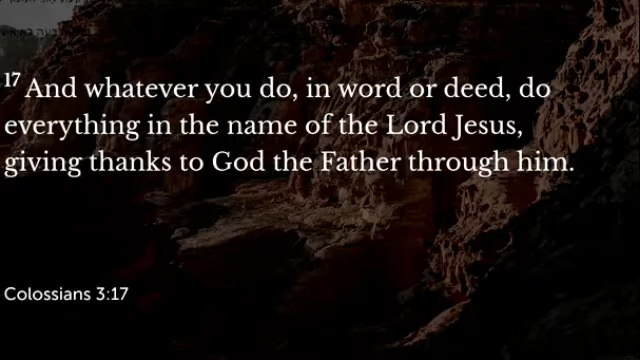 17 And whatever you do, in word or deed, do
everything in the name of the Lord Jesus,
giving thanks to God the Father through him.
Colossians 3:17